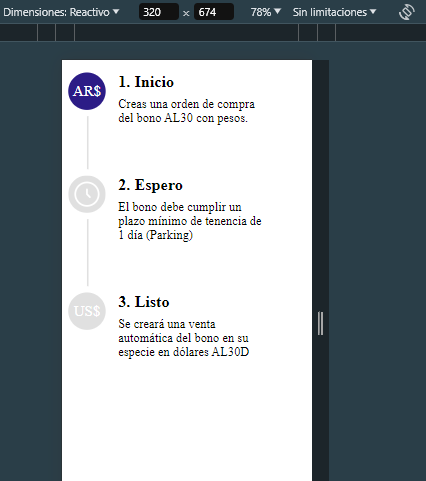 Dimensiones: Reactivo 320 × 674 78% Sin limitaciones
AR$
1. Inicio
Creas una orden de compra
del bono AL30 con pesos.
2. Espero
El bono debe cumplir un
plazo mínimo de tenencia de
1 día (Parking)
US$
3. Listo
Se creará una venta
automática del bono en su
especie en dólares AL30D